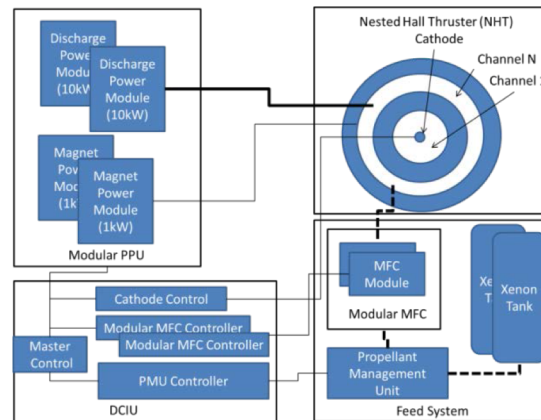 Discharge
Power
(10kW)
Discharge
Power
Module
(10kW)
Magnet
Power
Magnet
Power
Module
(1kW)
Modular PPU
Nested Hall Thruster (NHT)
Cathode
Channel N
Channel
MFC
Module
Modular MFC
Xenon
Tank
Propellant
Management
Unit
Feed System
Cathode Control
Modular MFC Controller
Modular MFC Controller
Master
Control
PMU Controller
DCIU